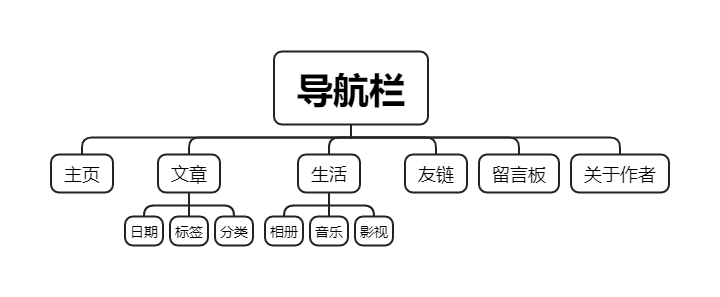 导航栏
主页
文章
生活
友链
留言板
关于作者
日期
标签
分类
相册
音乐
影视